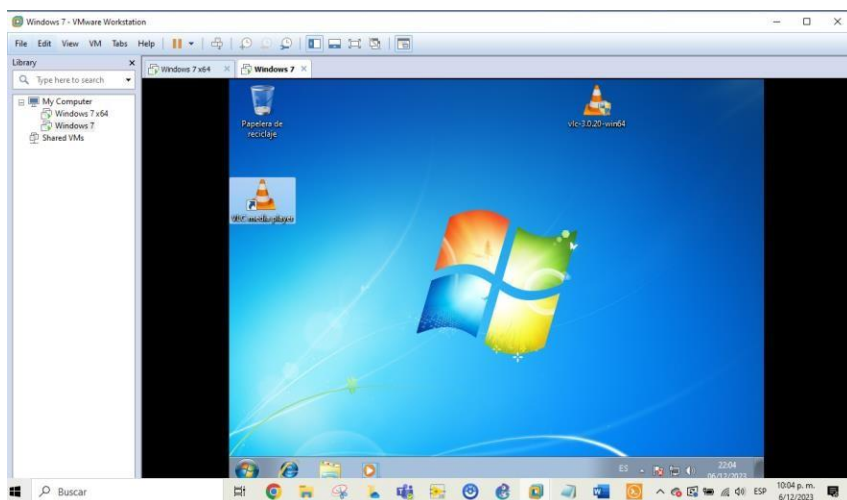 Windows 7 - VMware Workstation
File Edit View VM Tabs Help
Library
Type here to search
My Computer
Windows 7 x64
Windows 7
Shared VMs
Windows 7 x64
Windows 7
Papelera de
reciclaje
vlc-3.0.20-win64
VLC media player
ES
22:04
06/12/2023
Buscar
ESP
10:04 p. m.
6/12/2023